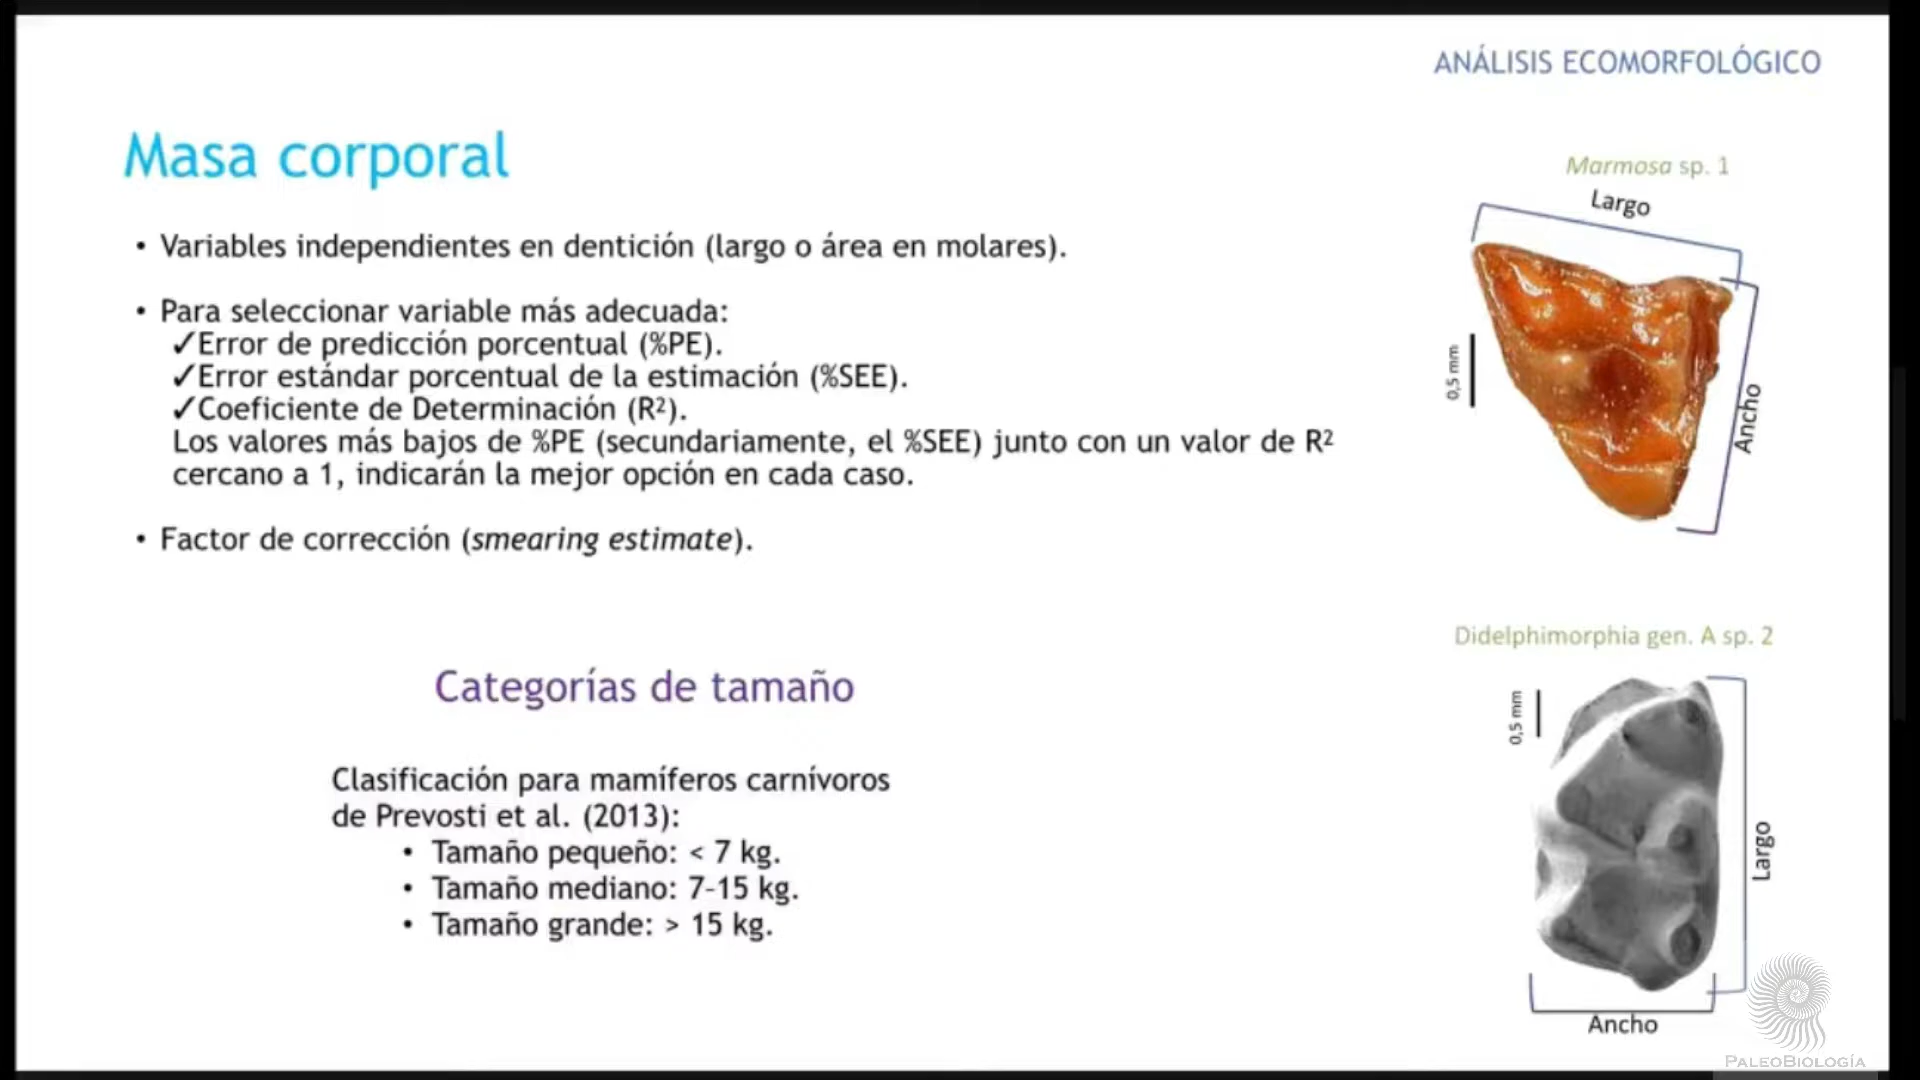 ANÁLISIS ECOMORFOLÓGICO
Masa corporal
• Variables independientes en dentición (largo o área en molares).
• Para seleccionar variable más adecuada:
✓Error de predicción porcentual (%PE).
✓Error estándar porcentual de la estimación (%SEE).
✓Coeficiente de Determinación (R²).
Los valores más bajos de %PE (secundariamente, el %SEE) junto con un valor de R²
cercano a 1, indicarán la mejor opción en cada caso.
• Factor de corrección (smearing estimate).
Categorías de tamaño
Clasificación para mamíferos carnívoros
de Prevosti et al. (2013):
• Tamaño pequeño: < 7 kg.
• Tamaño mediano: 7-15 kg.
• Tamaño grande: > 15 kg.
Marmosa sp. 1
Largo
0,5 mm
Ancho
Didelphimorphia gen. A sp. 2
0,5 mm
Largo
Ancho
PALEOBIOLOGÍA